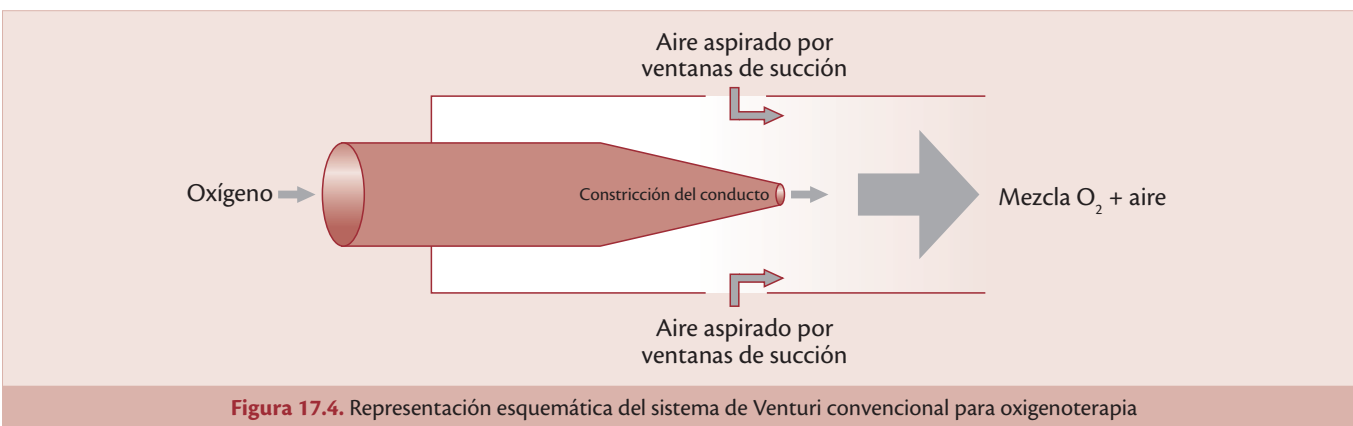 Aire aspirado por
ventanas de succión
Oxígeno
Constricción del conducto
Mezcla O₂ + aire
Aire aspirado por
ventanas de succión
Figura 17.4. Representación esquemática del sistema de Venturi convencional para oxigenoterapia